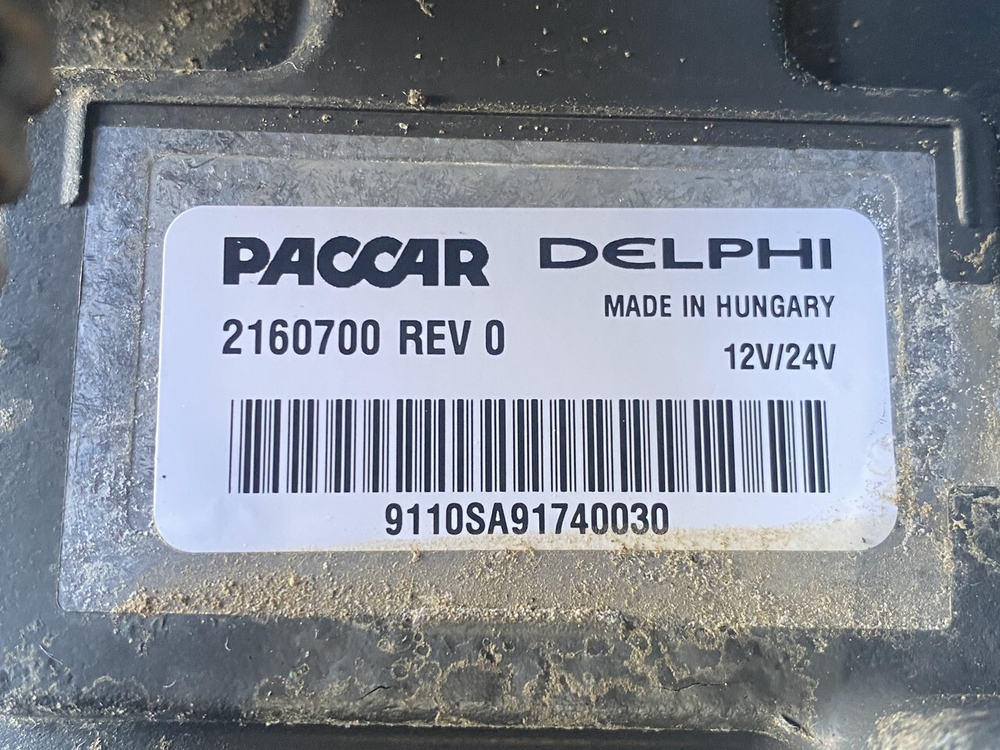 PACCAR DELPHI
MADE IN HUNGARY
2160700 REV 0
12V/24V
9110SA91740030